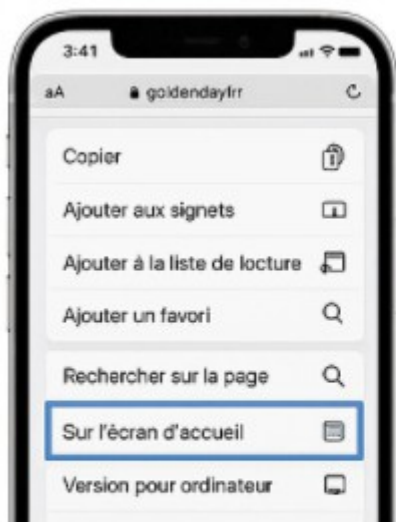 3:41
aA goldendayfrr
Copier
Ajouter aux signets
Ajouter á la liste de locture
Ajouter un favori
Rechercher sur la page
Sur l'écran d'accueil
Version pour ordinateur